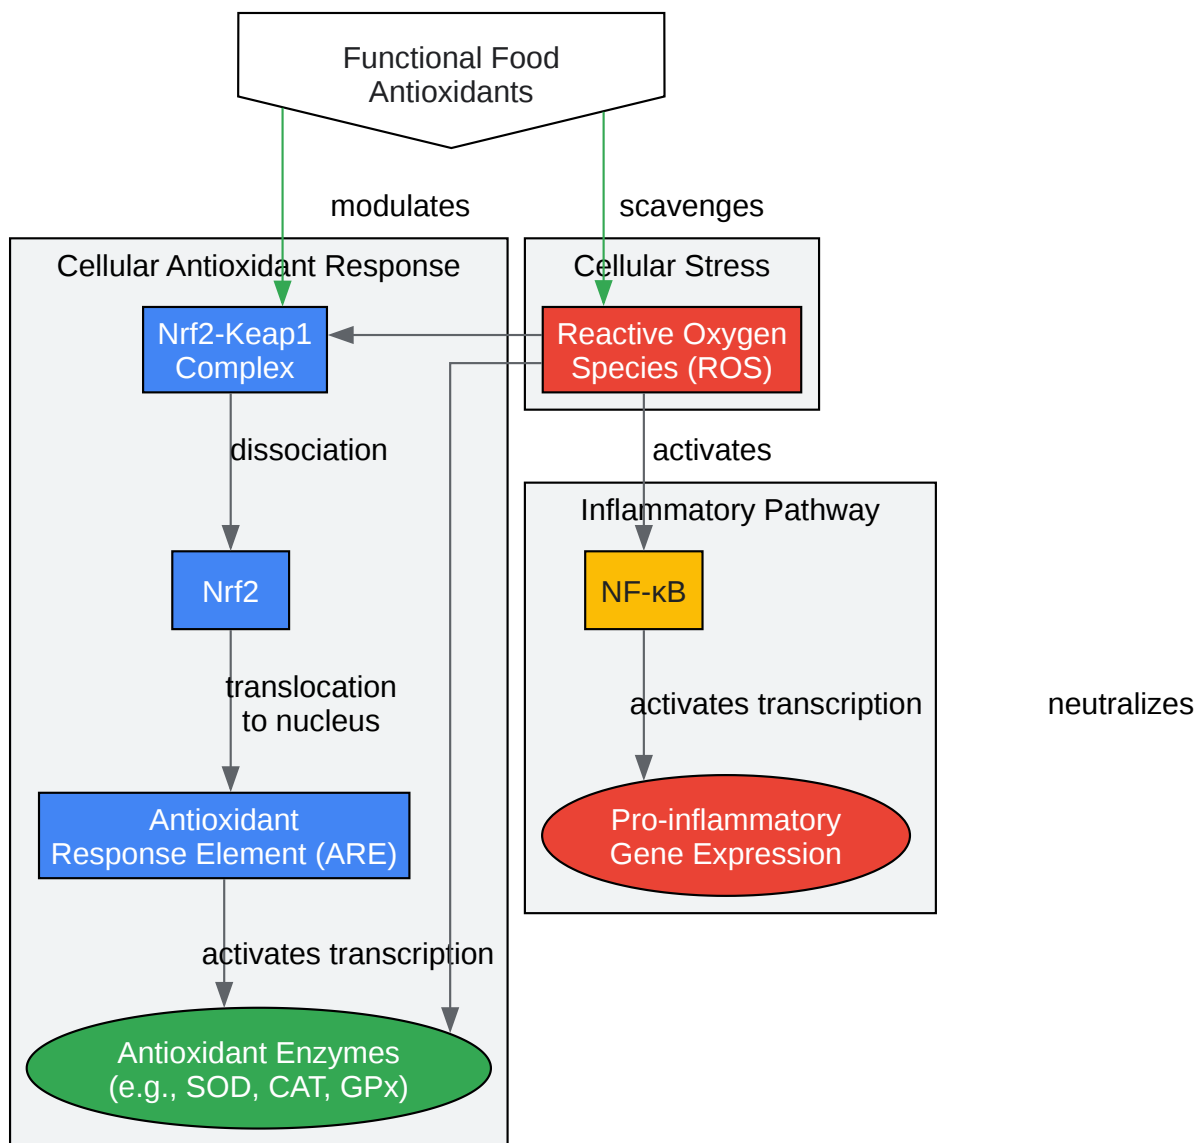 Functional Food
Antioxidants
modulates
scavenges
Cellular Antioxidant Response
Cellular Stress
Nrf2-Keap1
Complex
Reactive Oxygen
Species (ROS)
dissociation
activates
Inflammatory Pathway
Nrf2
NF-κB
translocation
to nucleus
activates transcription
neutralizes
Antioxidant
Response Element (ARE)
Pro-inflammatory
Gene Expression
activates transcription
Antioxidant Enzymes
(e.g., SOD, CAT, GPx)